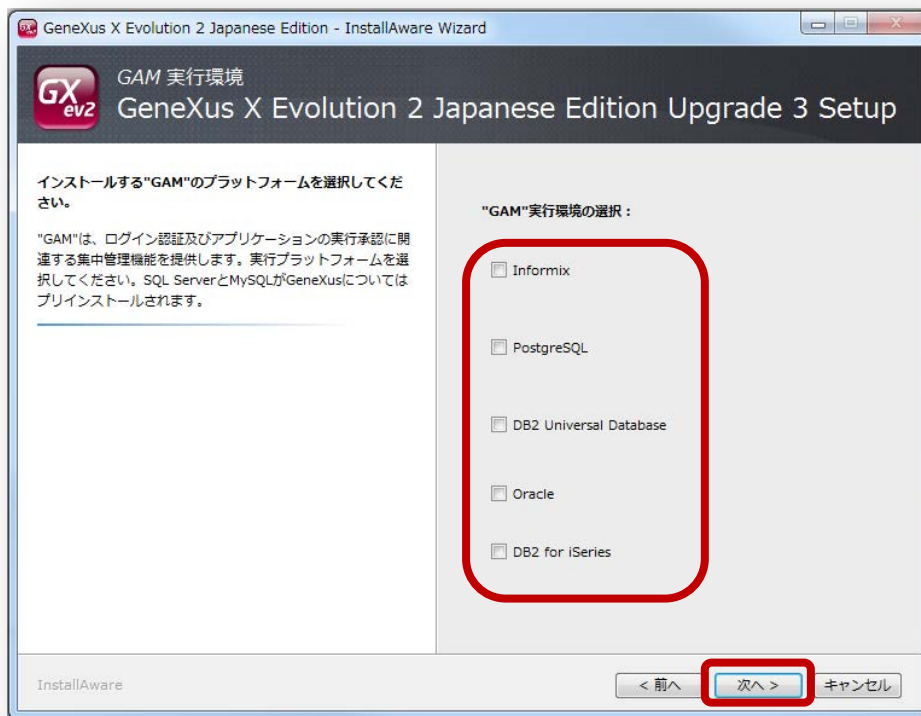 GeneXus X Evolution 2 Japanese Edition - InstallAware Wizard
GX
ev2
GAM 実行環境
GeneXus X Evolution 2 Japanese Edition Upgrade 3 Setup
インストールする"GAM"のプラットフォームを選択してくだ
さい。
"GAM"は、ログイン認証及びアプリケーションの実行承認に関
連する集中管理機能を提供します。実行プラットフォームを選
択してください。SQL ServerとMySQLがGeneXusについては
プリインストールされます。
"GAM"実行環境の選択：
Informix
PostgreSQL
DB2 Universal Database
Oracle
DB2 for iSeries
InstallAware
< 前へ
次へ >
キャンセル